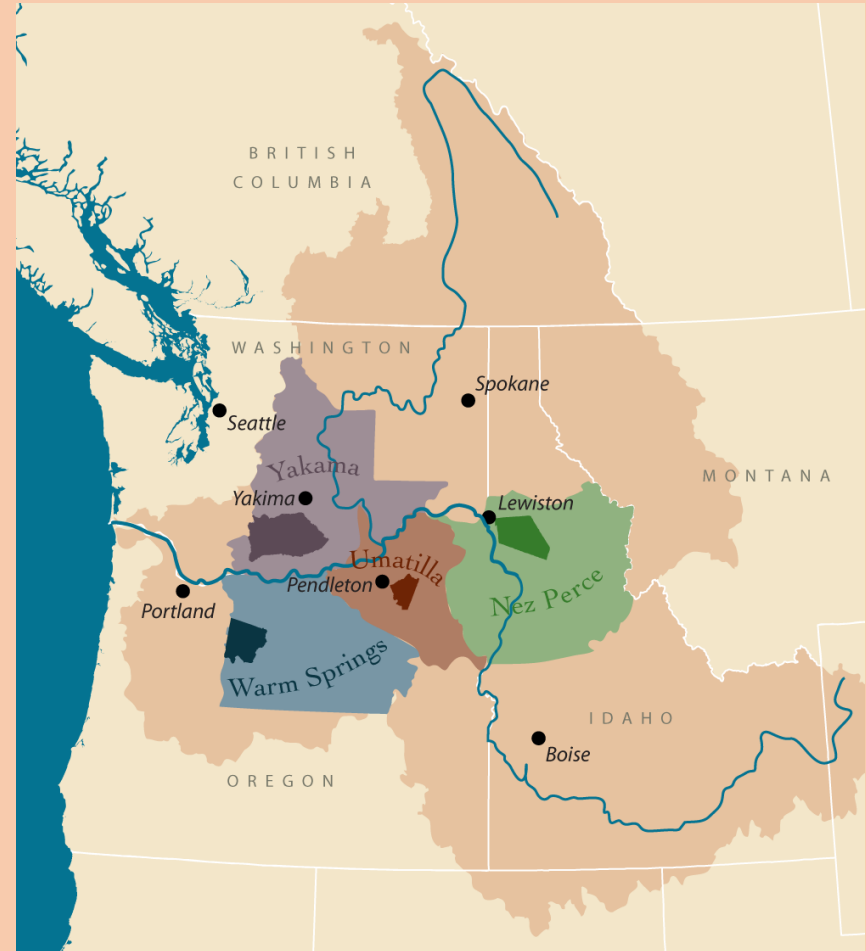 BRITISH
COLUMBIA
WASHINGTON
Spokane
Seattle
Yakama
MONTANA
Yakima
Lewiston
Umatilla
Pendleton
Nez Perce
Portland
Warm Springs
IDAHO
Boise
OREGON